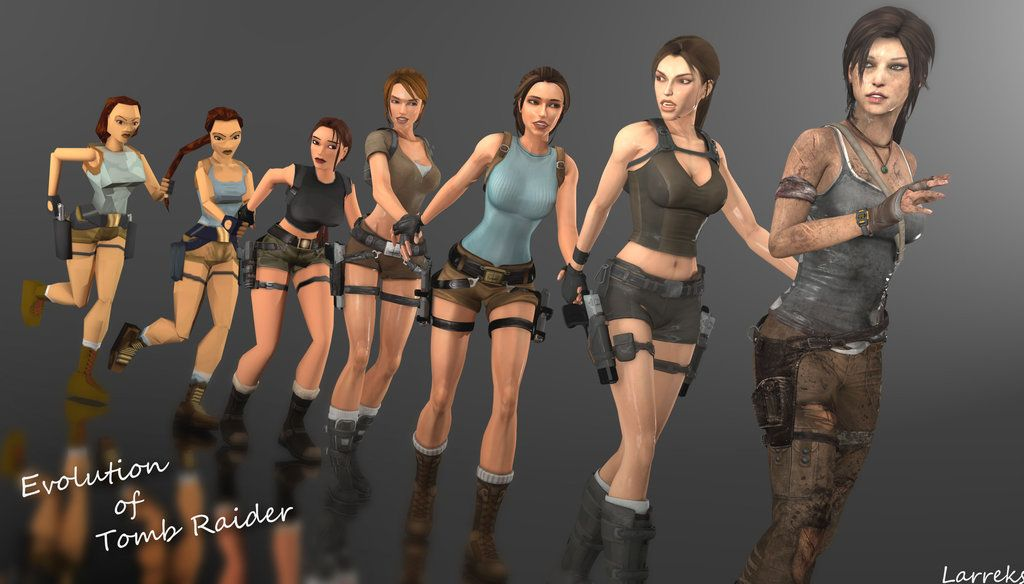 Evolution
of
Tomb Raider
Larreks